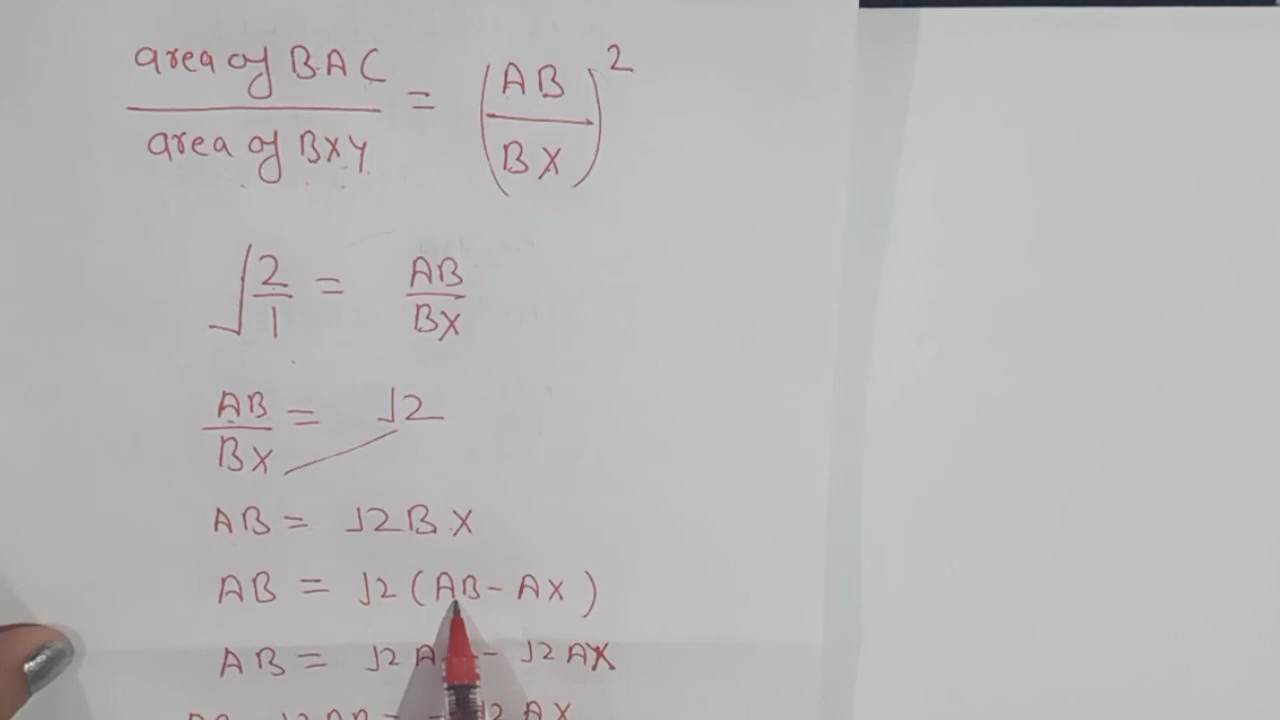 area of BAC / area of BXY = (AB / BX)²
√2/1 = AB / BX
AB / BX = √2
AB = √2 BX
AB = √2 (AB - AX)
AB = √2 A - √2 AX